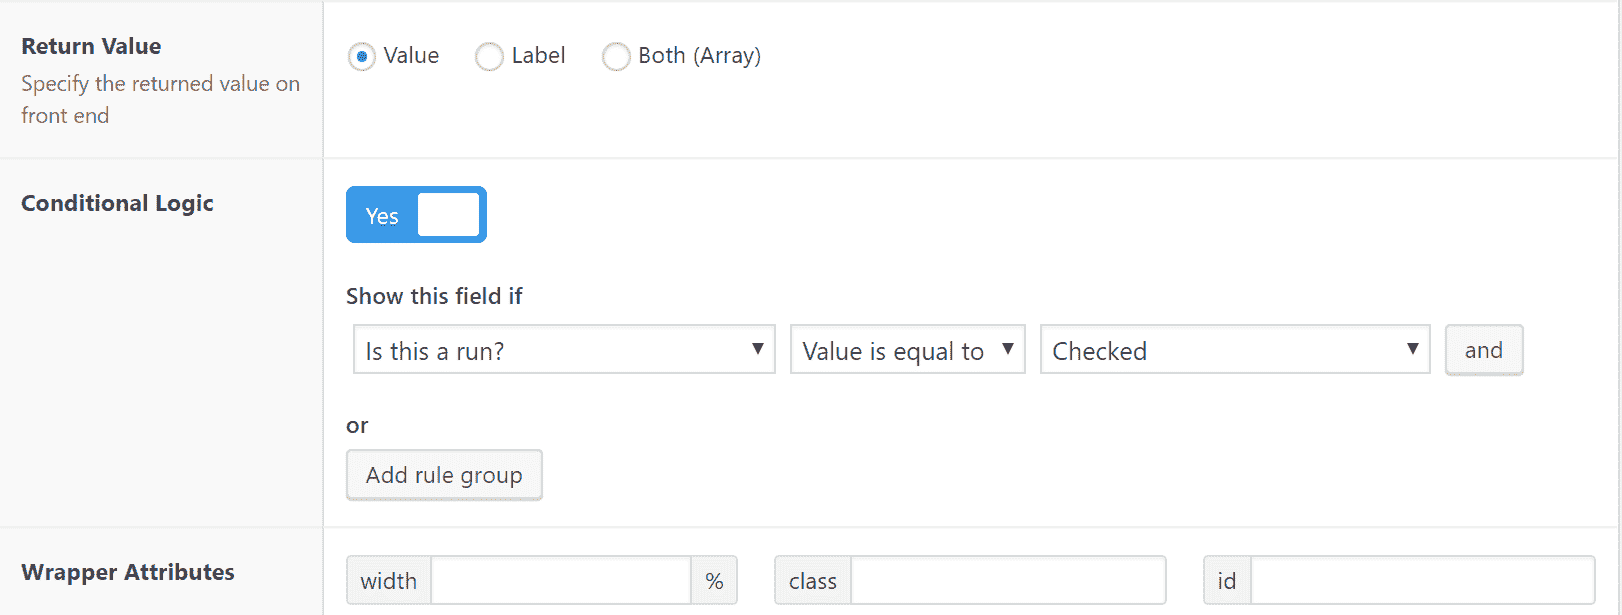 Return Value
Specify the returned value on
front end
Value Label Both (Array)
Conditional Logic
Yes
Show this field if
Is this a run? Value is equal to Checked and
or
Add rule group
Wrapper Attributes
width % class id